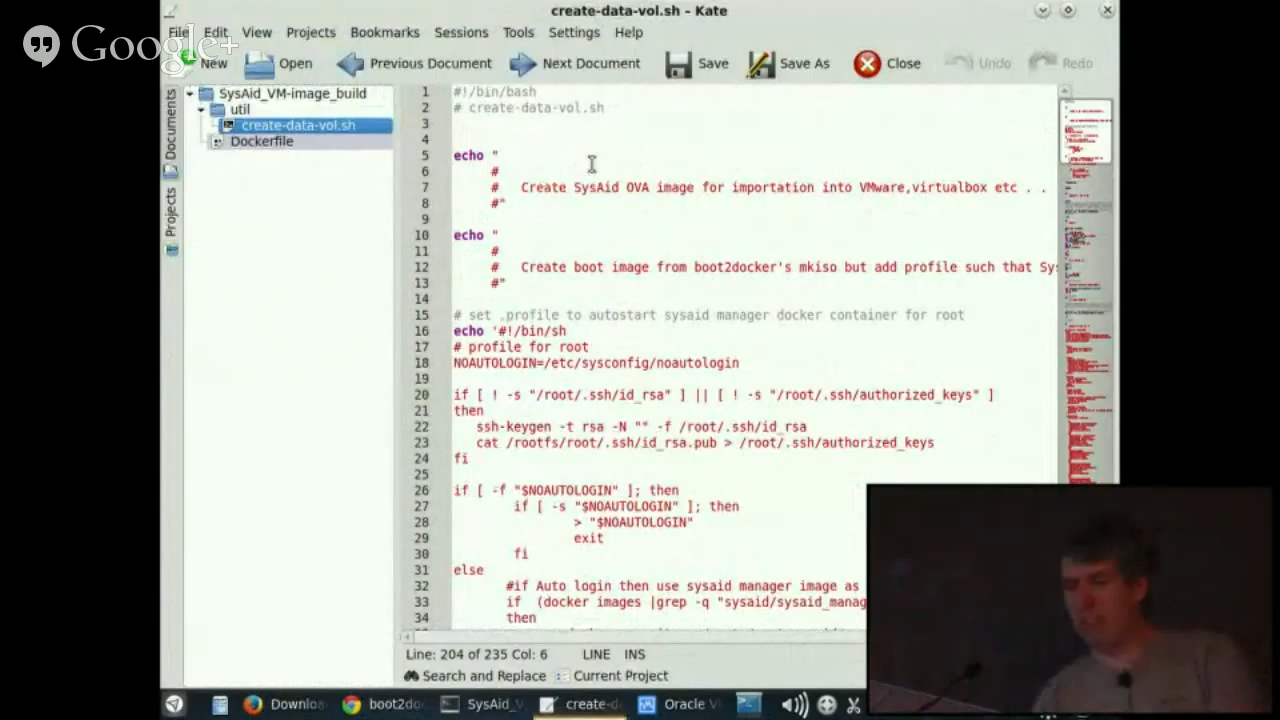 create-data-vol.sh - Kate
File Edit View Projects Bookmarks Sessions Tools Settings Help
Google+
New Open Previous Document Next Document Save Save As Close Undo Redo
Documents
Projects
SysAid_VM-image_build
util
create-data-vol.sh
Dockerfile
1 #!/bin/bash
2 # create-data-vol.sh
3
4
5 echo "
6 #
7 # Create SysAid OVA image for importation into VMware,virtualbox etc . .
8 #"
9
10 echo "
11 #
12 # Create boot image from boot2docker's mkiso but add profile such that Sys
13 #"
14
15 # set .profile to autostart sysaid manager docker container for root
16 echo '#!/bin/sh
17 # profile for root
18 NOAUTOLOGIN=/etc/sysconfig/noautologin
19
20 if [ ! -s "/root/.ssh/id_rsa" ] || [ ! -s "/root/.ssh/authorized_keys" ]
21 then
22 ssh-keygen -t rsa -N "" -f /root/.ssh/id_rsa
23 cat /rootfs/root/.ssh/id_rsa.pub > /root/.ssh/authorized_keys
24 fi
25
26 if [ -f "$NOAUTOLOGIN" ]; then
27 if [ -s "$NOAUTOLOGIN" ]; then
28 > "$NOAUTOLOGIN"
29 exit
30 fi
31 else
32 #if Auto login then use sysaid manager image as
33 if (docker images |grep -q "sysaid/sysaid_manag
34 then
Line: 204 of 235 Col: 6 LINE INS
Search and Replace Current Project
Downloa boot2do SysAid_V create-d Oracle V